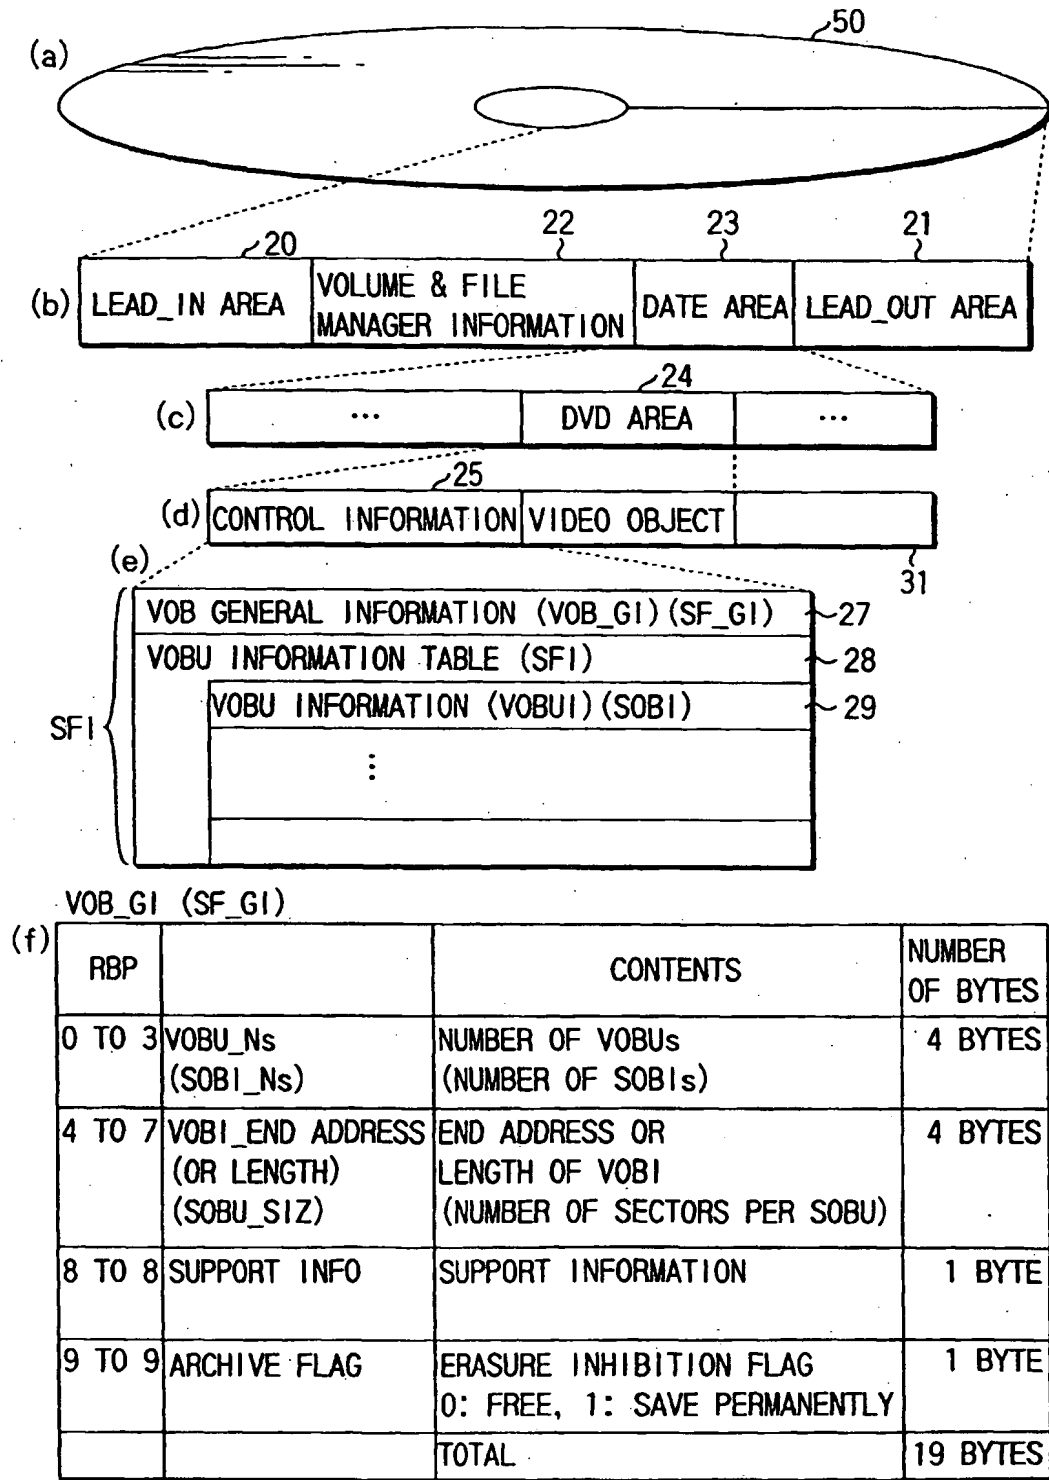 50
(a)
20
22
23
21
(b)
LEAD_IN AREA
VOLUME & FILE
MANAGER INFORMATION
DATE AREA
LEAD_OUT AREA
24
(c)
...
DVD AREA
...
25
(d)
CONTROL INFORMATION
VIDEO OBJECT
31
(e)
VOB GENERAL INFORMATION (VOB_GI)(SF_GI)
27
VOBU INFORMATION TABLE (SFI)
28
VOBU INFORMATION (VOBUI)(SOBI)
29
SFI
VOB_GI (SF_GI)
(f)
RBP
CONTENTS
NUMBER
OF BYTES
0 TO 3
VOBU_Ns
(SOBI_Ns)
NUMBER OF VOBUs
(NUMBER OF SOBIs)
4 BYTES
4 TO 7
VOBI_END ADDRESS
(OR LENGTH)
(SOBU_SIZ)
END ADDRESS OR
LENGTH OF VOBI
(NUMBER OF SECTORS PER SOBU)
4 BYTES
8 TO 8
SUPPORT INFO
SUPPORT INFORMATION
1 BYTE
9 TO 9
ARCHIVE FLAG
ERASURE INHIBITION FLAG
0: FREE, 1: SAVE PERMANENTLY
1 BYTE
TOTAL
19 BYTES